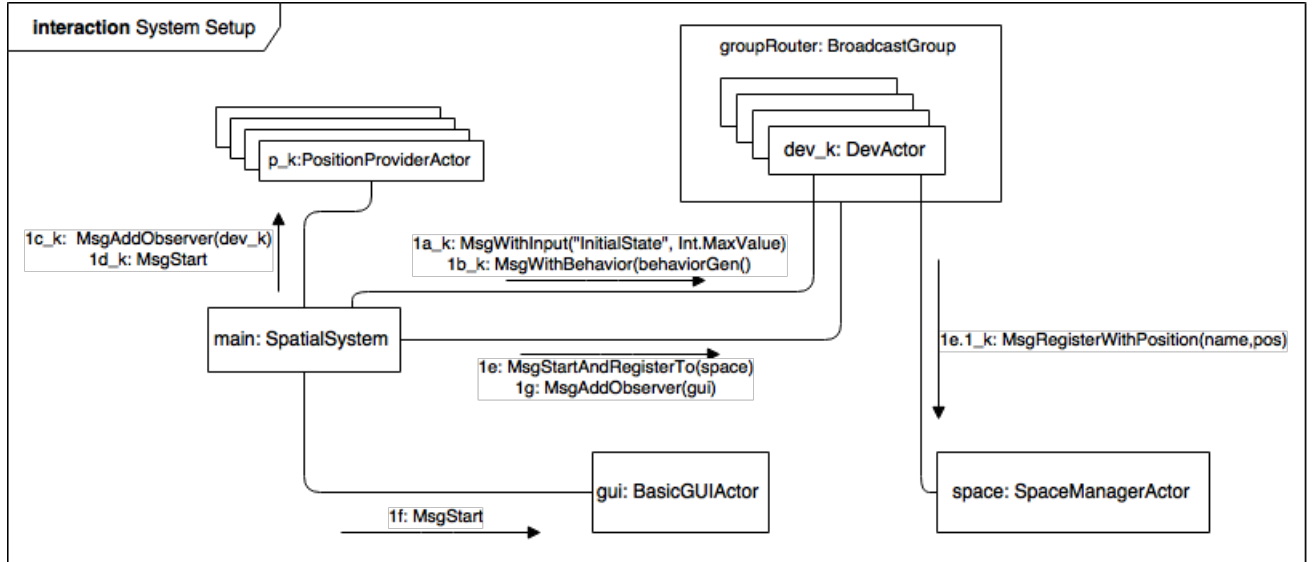 interaction System Setup
groupRouter: BroadcastGroup
dev_k: DevActor
p_k:PositionProviderActor
1c_k: MsgAddObserver(dev_k)
1d_k: MsgStart
1a_k: MsgWithInput("InitialState", Int.MaxValue)
1b_k: MsgWithBehavior(behaviorGen()
main: SpatialSystem
1e.1_k: MsgRegisterWithPosition(name,pos)
1e: MsgStartAndRegisterTo(space)
1g: MsgAddObserver(gui)
gui: BasicGUIActor
space: SpaceManagerActor
1f: MsgStart